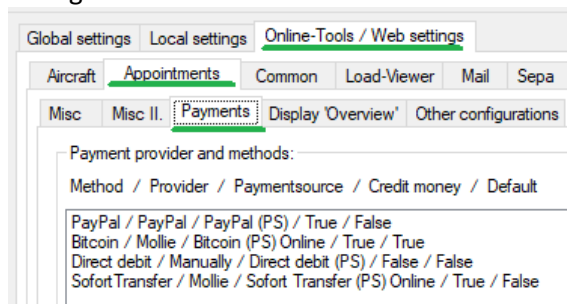 Global settings Local settings Online-Tools / Web settings
Aircraft Appointments Common Load-Viewer Mail Sepa
Misc Misc II. Payments Display 'Overview' Other configurations
Payment provider and methods:
Method / Provider / Paymentsource / Credit money / Default
PayPal / PayPal / PayPal (PS) / True / False
Bitcoin / Mollie / Bitcoin (PS) Online / True / True
Direct debit / Manually / Direct debit (PS) / False / False
SofortTransfer / Mollie / Sofort Transfer (PS) Online / True / False